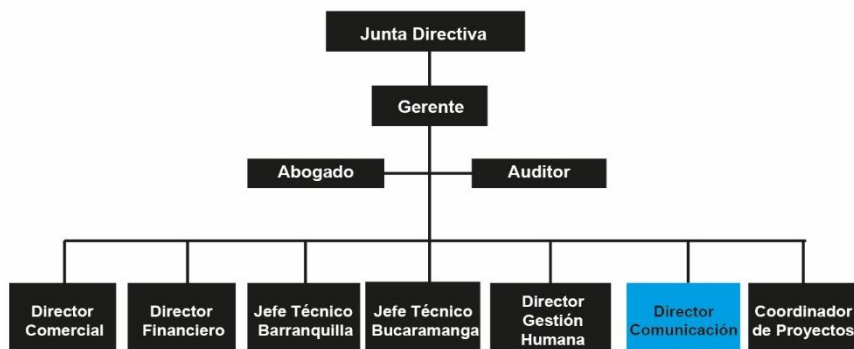 Junta Directiva
Gerente
Abogado
Auditor
Director
Comercial
Director
Financiero
Jefe Técnico
Barranquilla
Jefe Técnico
Bucaramanga
Director
Gestión
Humana
Director
Comunicación
Coordinador
de Proyectos